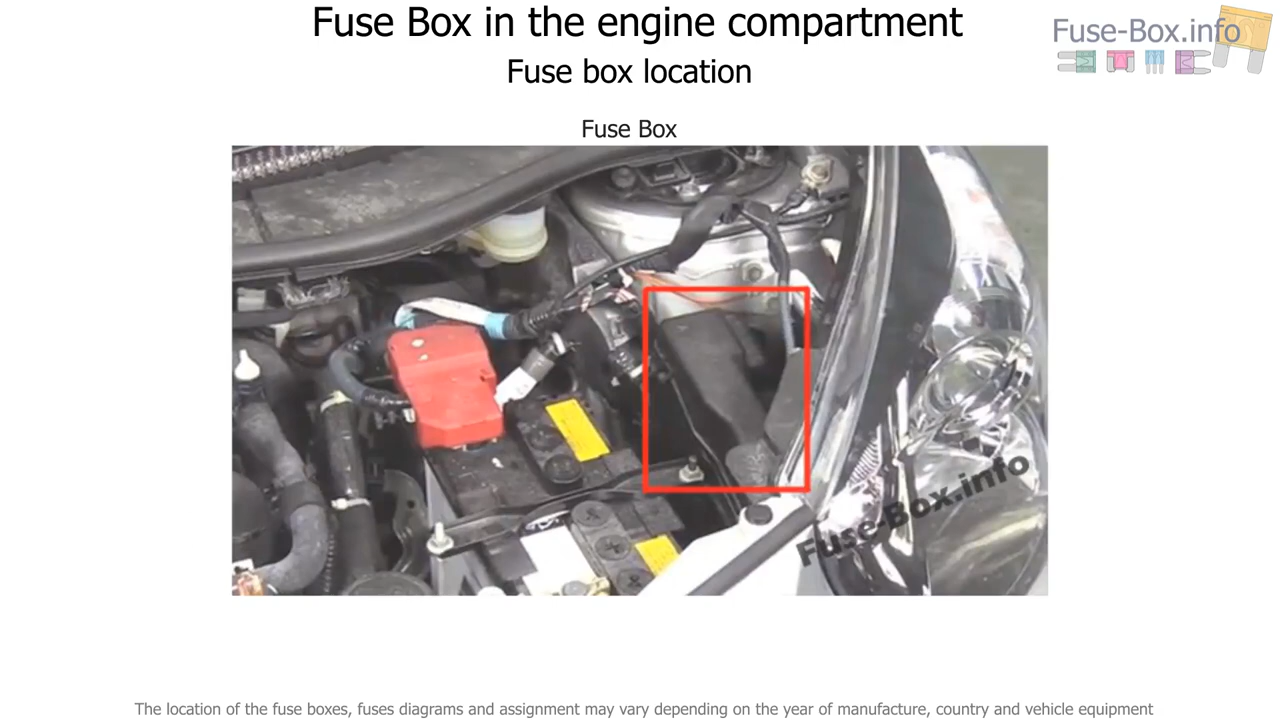 Fuse Box in the engine compartment
Fuse-Box.info
Fuse box location
Fuse Box
Fuse-Box.info
The location of the fuse boxes, fuses diagrams and assignment may vary depending on the year of manufacture, country and vehicle equipment